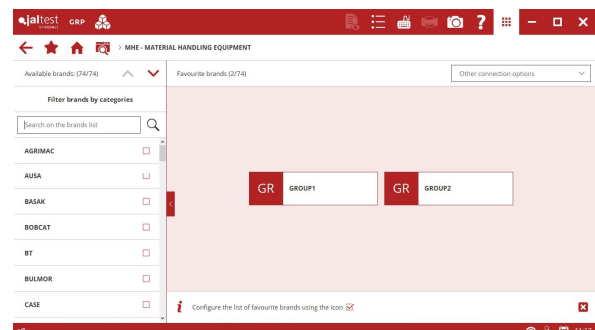 jaltest GRP
?
> MHE - MATERIAL HANDLING EQUIPMENT
Available brands: (74/74)
Favourite brands (2/74)
Other connection options
Filter brands by categories
Search on the brands list
AGRIMAC
AUSA
BASAK
BOBCAT
BT
BULMOR
CASE
GR GROUP1
GR GROUP2
i Configure the list of favourite brands using the icon